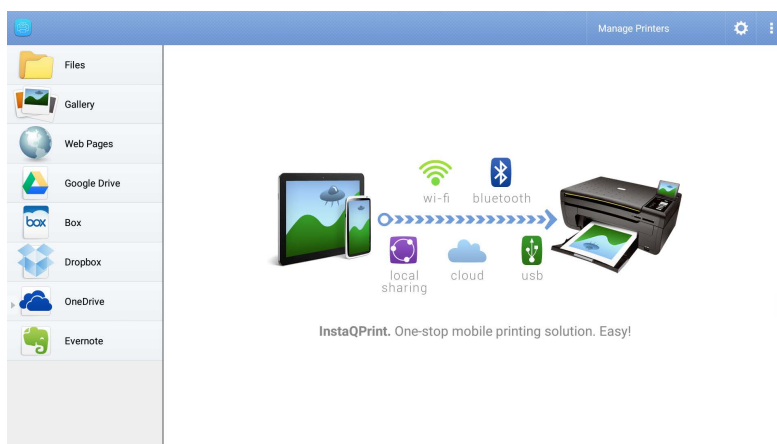 Manage Printers
Files
Gallery
Web Pages
Google Drive
box
Box
Dropbox
OneDrive
Evernote
wi-fi
bluetooth
local
sharing
cloud
usb
InstaQPrint. One-stop mobile printing solution. Easy!